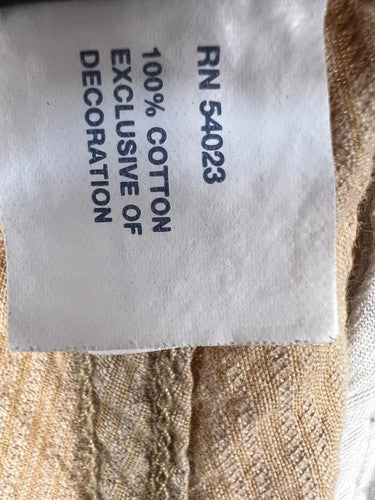 RN 54023
100% COTTON
EXCLUSIVE OF
DECORATION